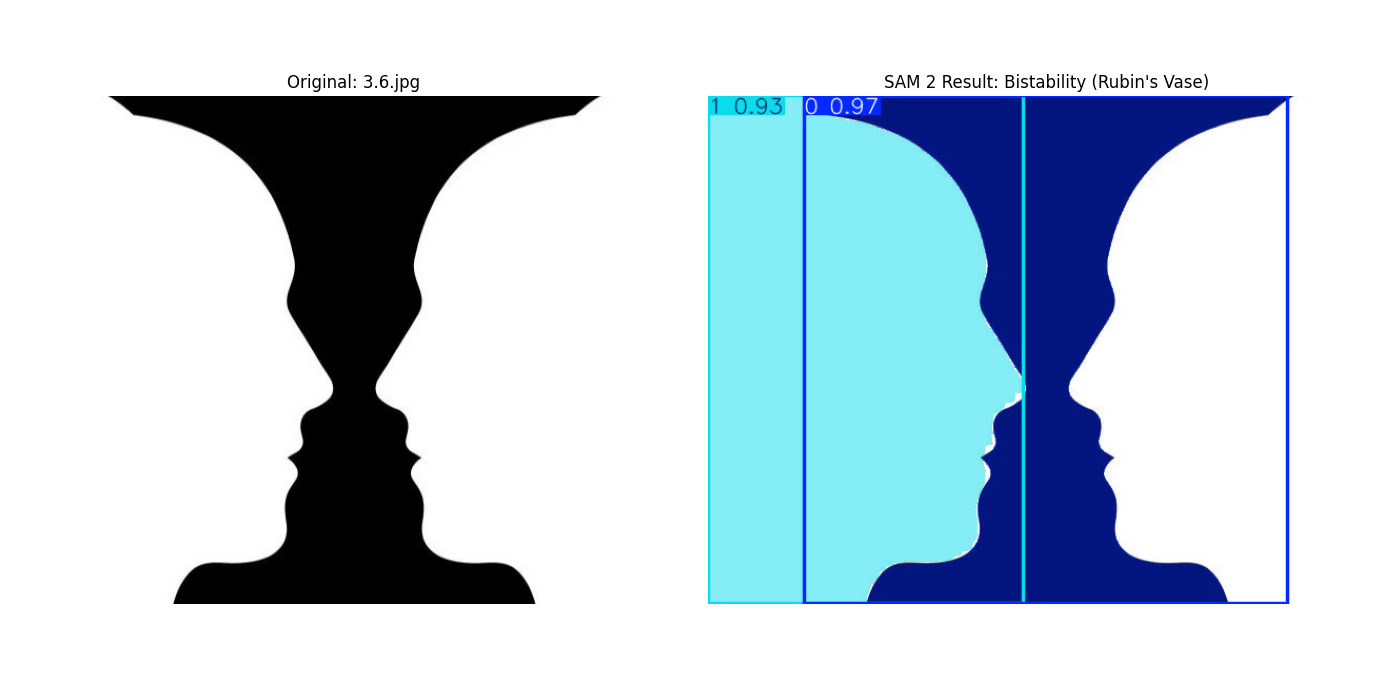 Original: 3.6.jpg
SAM 2 Result: Bistability (Rubin's Vase)
1 0.93
0 0.97